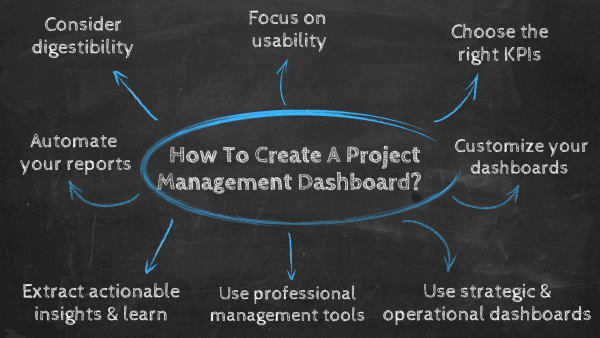 Consider
digestibility
Focus on
usability
Choose the
right KPIs
Automate
your reports
How To Create A Project
Management Dashboard?
Customize your
dashboards
Extract actionable
insights & learn
Use professional
management tools
Use strategic &
operational dashboards